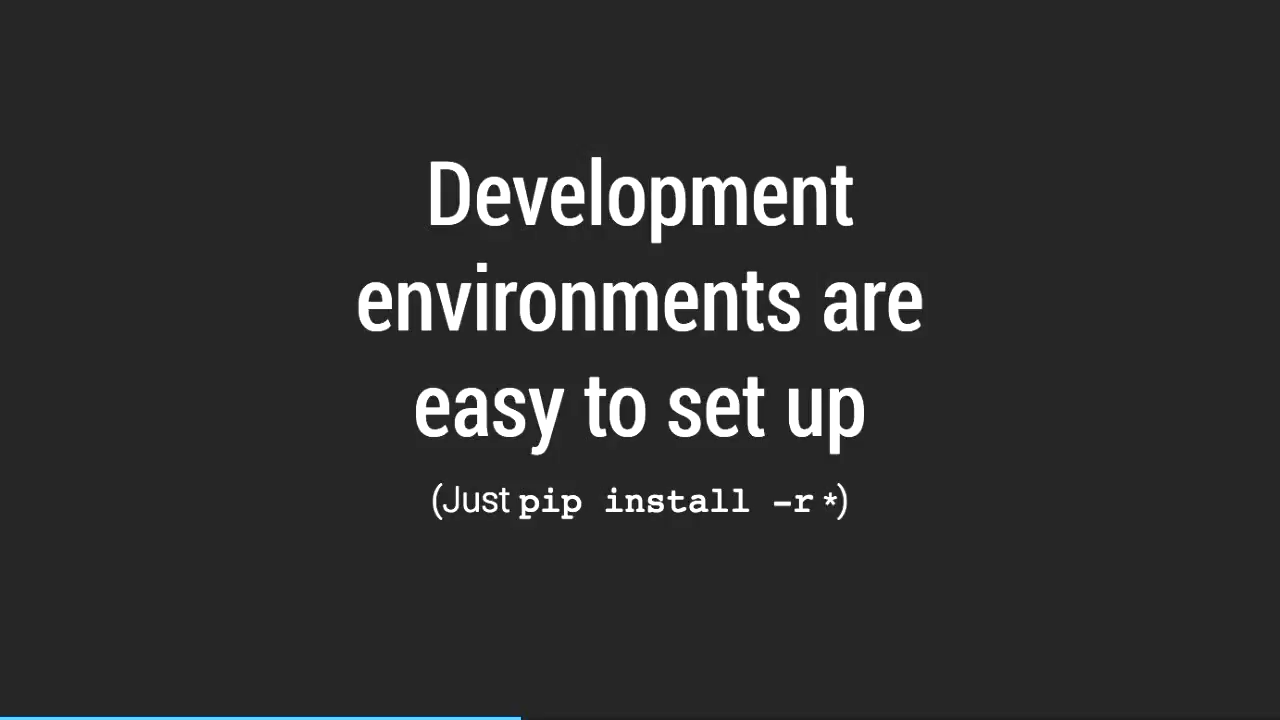 Development
environments are
easy to set up
(Just pip install -r *)